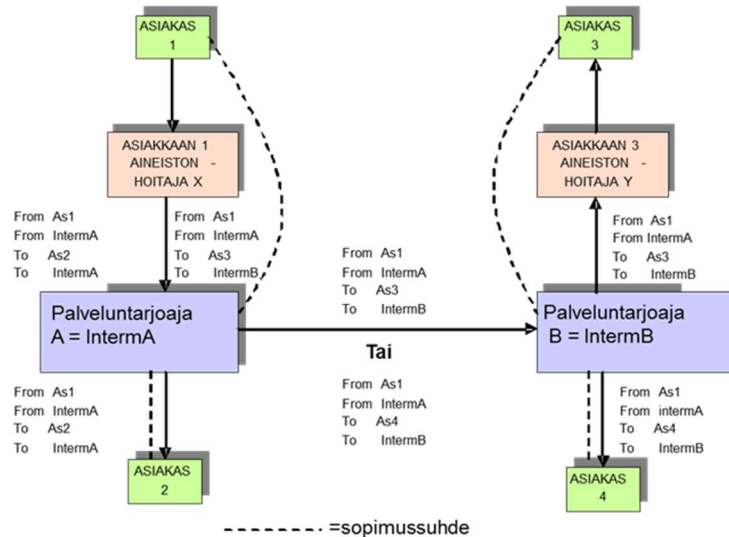 ASIAKAS
1
ASIAKAS
3
ASIAKKAAN 1
AINEISTON -
HOITAJA X
ASIAKKAAN 3
AINEISTON -
HOITAJA Y
From As1
From IntermA
To As2
To IntermA
From As1
From IntermA
To As3
To IntermB
From As1
From IntermA
To As3
To IntermB
From As1
From IntermA
To As3
To IntermB
Palveluntarjoaja
A = IntermA
Palveluntarjoaja
B = IntermB
Tai
From As1
From IntermA
To As2
To IntermA
From As1
From IntermA
To As4
To IntermB
From As1
From intermA
To As4
To IntermB
ASIAKAS
2
ASIAKAS
4
=sopimussuhde